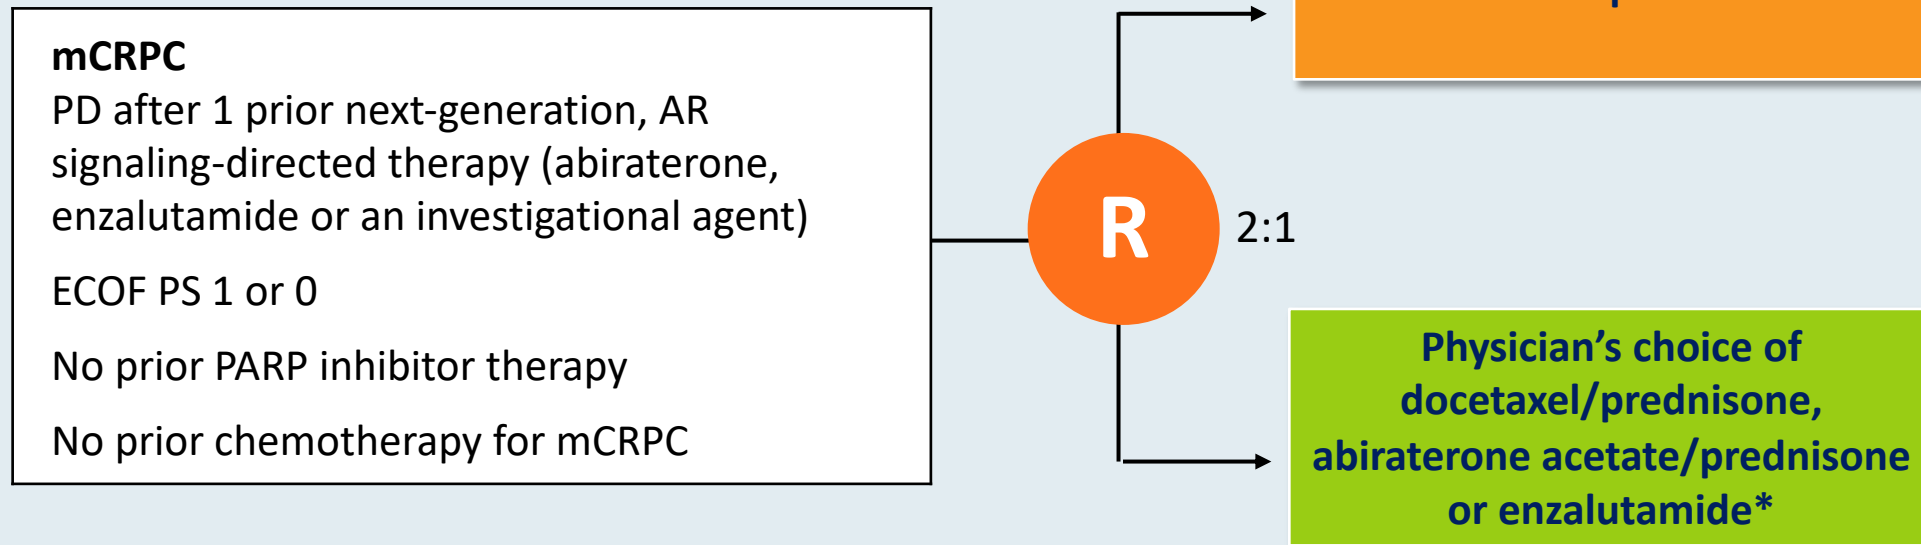 mCRPC
PD after 1 prior next-generation, AR
signaling-directed therapy (abiraterone,
enzalutamide or an investigational agent)
ECOF PS 1 or 0
No prior PARP inhibitor therapy
No prior chemotherapy for mCRPC
R
2:1
Physician’s choice of
docetaxel/prednisone,
abiraterone acetate/prednisone
or enzalutamide*